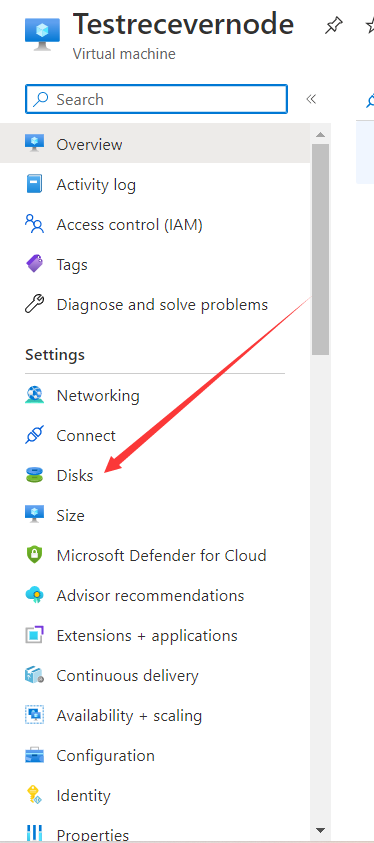 Testrecevernode
Virtual machine
Search
«
Overview
Activity log
Access control (IAM)
Tags
Diagnose and solve problems
Settings
Networking
Connect
Disks
Size
Microsoft Defender for Cloud
Advisor recommendations
Extensions + applications
Continuous delivery
Availability + scaling
Configuration
Identity
Properties